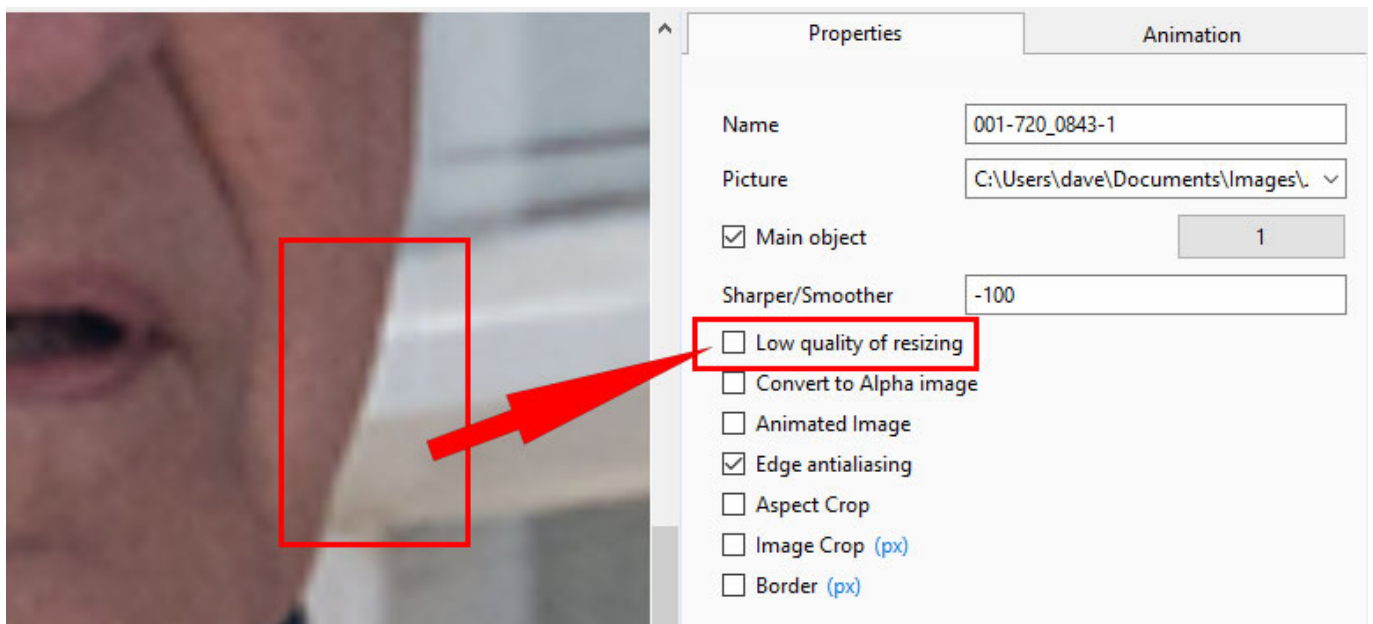 Properties
Animation
Name
001-720_0843-1
Picture
C:\Users\dave\Documents\Images\.
Main object
1
Sharper/Smoother
-100
Low quality of resizing
Convert to Alpha image
Animated Image
Edge antialiasing
Aspect Crop
Image Crop (px)
Border (px)